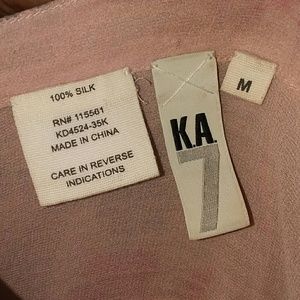 100% SILK
RN# 115561
KD4524-35K
MADE IN CHINA
CARE IN REVERSE
INDICATIONS
K.A.
7
M